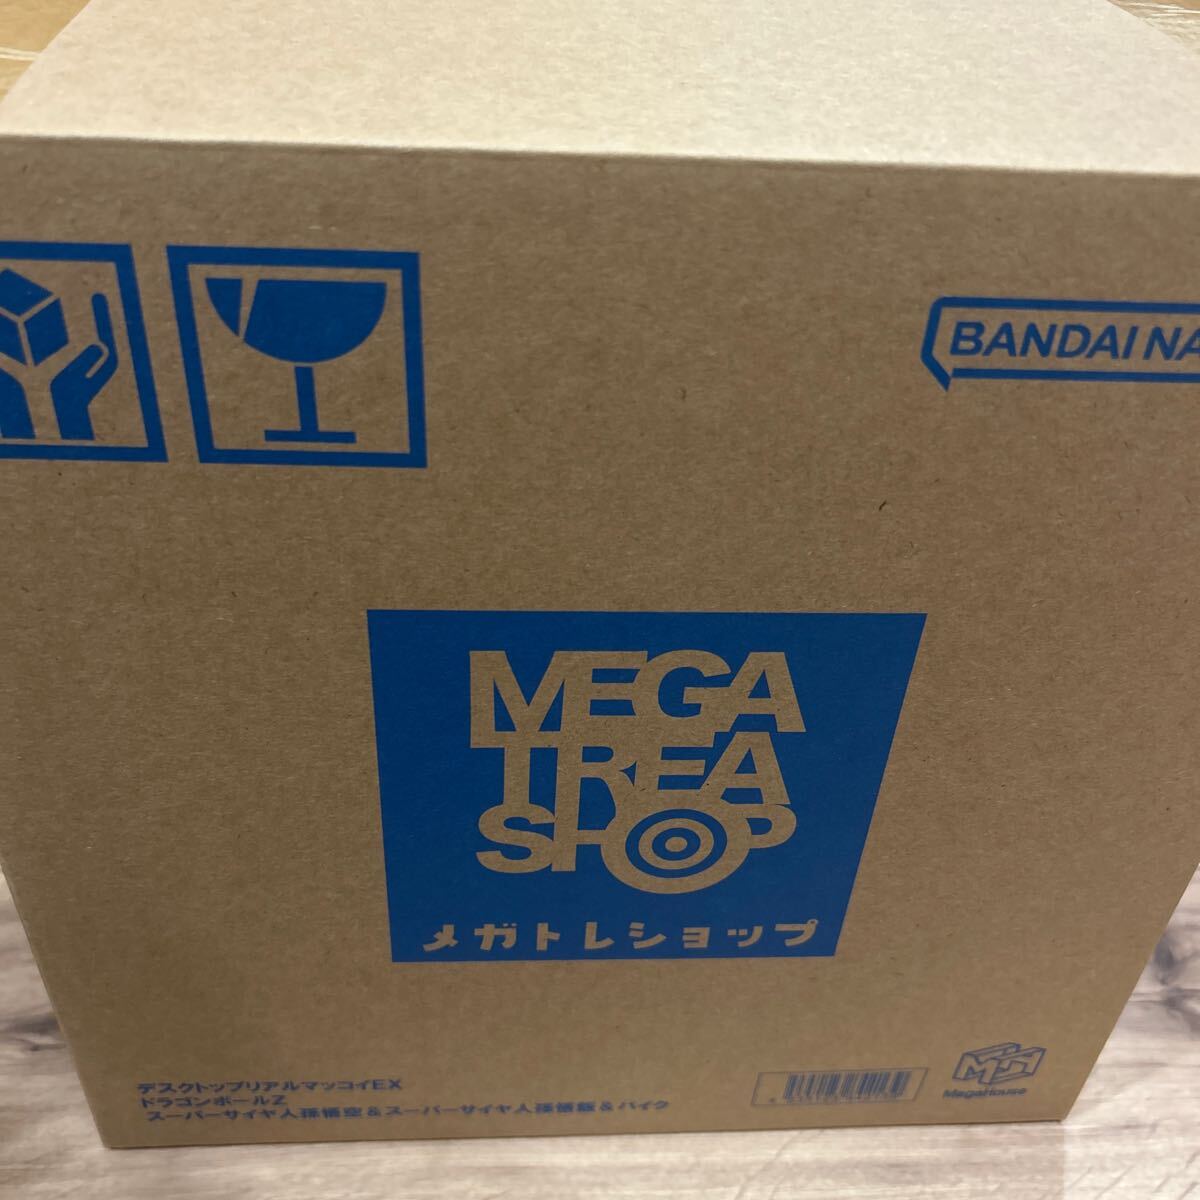 BANDAI NA
MEGA
TREA
SHOP
メガトレショップ
デスクトップリアルマッコイEX
ドラゴンボールZ
スーパーサイヤ人孫悟空&スーパーサイヤ人孫悟飯&バイク
MegaHouse